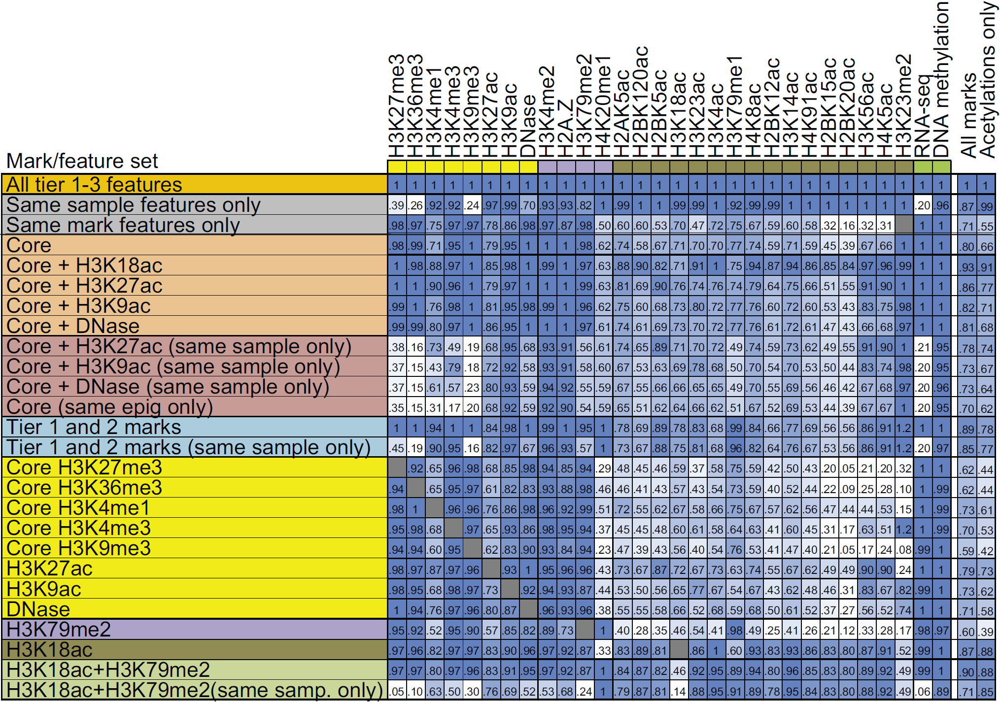 H3K27me3 H3K36me3 H3K4me1 H3K4me3 H3K9me3 H3K27ac H3K9ac DNase H3K4me2 H2A.Z H3K79me2 H4K20me1 H2AK5ac H2BK120ac H2BK5ac H3K18ac H3K23ac H3K4ac H3K79me1 H4K8ac H2BK12ac H3K14ac H4K91ac H2BK15ac H2BK20ac H3K56ac H4K5ac H3K23me2 RNA-seq DNA methylation All marks Acetylations only
Mark/feature set
All tier 1-3 features 1 1 1 1 1 1 1 1 1 1 1 1 1 1 1 1 1 1 1 1 1 1 1 1 1 1 1 1 1 1 1 1
Same sample features only .39 .26 .92 .92 .24 .97 .99 .70 .93 .93 .82 1 .99 1 1 .99 .99 1 .92 .99 .99 1 1 1 1 1 1 1 .20 .96 .87 .99
Same mark features only .98 .97 .75 .97 .97 .78 .86 .98 .97 .87 .98 .50 .60 .60 .53 .70 .47 .72 .75 .67 .59 .60 .58 .32 .16 .32 .31 1 1 .71 .55
Core .98 .99 .71 .95 1 .79 .95 1 1 1 .98 .62 .74 .58 .67 .71 .70 .70 .77 .74 .59 .71 .59 .45 .39 .67 .66 1 1 1 .80 .66
Core + H3K18ac 1 .98 .88 .97 1 .85 .98 1 .99 1 .97 .63 .88 .90 .82 .71 .91 1 .75 .94 .87 .94 .86 .85 .84 .97 .96 .99 1 1 .93 .91
Core + H3K27ac 1 1 .90 .96 1 .79 .97 1 1 1 .99 .63 .81 .69 .90 .76 .74 .76 .74 .79 .64 .75 .66 .51 .55 .91 .90 1 1 1 .86 .77
Core + H3K9ac .99 1 .76 .98 1 .81 .95 .98 .99 1 .96 .62 .75 .60 .68 .73 .80 .72 .77 .76 .60 .72 .60 .53 .43 .83 .75 .98 1 1 .82 .71
Core + DNase .99 .99 .80 .97 1 .86 .95 1 1 1 .97 .61 .74 .61 .69 .73 .70 .72 .77 .76 .61 .72 .61 .47 .43 .66 .68 .97 1 1 .81 .68
Core + H3K27ac (same sample only) .38 .16 .73 .49 .19 .68 .95 .68 .93 .91 .56 .61 .74 .65 .89 .71 .70 .72 .49 .74 .59 .73 .62 .49 .55 .91 .90 1 .21 .95 .78 .74
Core + H3K9ac (same sample only) .37 .15 .43 .79 .18 .72 .92 .58 .93 .91 .58 .60 .67 .53 .63 .69 .78 .68 .50 .70 .54 .70 .53 .50 .44 .83 .74 .98 .20 .95 .73 .67
Core + DNase (same sample only) .37 .15 .61 .57 .23 .80 .93 .59 .94 .92 .55 .59 .67 .55 .66 .66 .65 .65 .49 .70 .55 .69 .56 .46 .42 .67 .68 .97 .20 .96 .73 .64
Core (same epig only) .35 .15 .31 .17 .20 .68 .92 .59 .92 .90 .54 .59 .65 .51 .62 .64 .66 .62 .51 .67 .52 .69 .53 .44 .39 .67 .67 1 .20 .95 .70 .62
Tier 1 and 2 marks 1 1 .94 1 1 .84 .98 1 .99 1 .95 1 .78 .69 .89 .78 .83 .68 .99 .84 .66 .77 .69 .56 .56 .86 .91 1.2 1 1 .89 .78
Tier 1 and 2 marks (same sample only) .45 .19 .90 .95 .16 .82 .97 .67 .96 .93 .57 1 .73 .67 .88 .75 .81 .68 .96 .82 .64 .76 .67 .53 .56 .86 .91 1.2 .20 .97 .85 .77
Core H3K27me3 .92 .65 .96 .98 .68 .85 .98 .94 .85 .94 .29 .48 .45 .46 .59 .37 .58 .75 .59 .42 .50 .43 .20 .05 .21 .20 .32 1 1 .62 .44
Core H3K36me3 .94 .65 .95 .97 .61 .82 .83 .93 .88 .98 .46 .46 .41 .43 .57 .43 .54 .73 .59 .40 .52 .44 .22 .09 .25 .28 .10 1 .99 .62 .44
Core H3K4me1 .98 1 .96 .96 .76 .86 .98 .96 .92 .99 .51 .72 .55 .62 .67 .58 .66 .75 .67 .57 .62 .56 .47 .44 .44 .53 .15 1 .99 .73 .61
Core H3K4me3 .95 .98 .68 .97 .65 .93 .86 .98 .95 .94 .37 .45 .45 .48 .60 .61 .58 .64 .63 .41 .60 .45 .31 .17 .63 .51 1.2 1 .99 .70 .53
Core H3K9me3 .94 .94 .60 .95 .62 .83 .90 .93 .84 .94 .23 .47 .39 .43 .56 .40 .54 .76 .53 .41 .47 .40 .21 .05 .17 .24 .08 .99 1 .59 .42
H3K27ac .98 .97 .87 .97 .96 .93 1 .95 .96 .96 .43 .73 .67 .87 .72 .67 .73 .63 .74 .55 .67 .62 .49 .49 .90 .90 .24 1 1 .79 .73
H3K9ac .98 .95 .68 .98 .97 .73 .92 .94 .93 .87 .44 .53 .50 .56 .65 .77 .67 .54 .67 .43 .62 .48 .46 .31 .83 .67 .82 .99 1 .73 .62
DNase 1 .94 .76 .97 .96 .80 .87 .96 .93 .96 .38 .55 .55 .58 .66 .52 .68 .59 .68 .50 .61 .52 .37 .27 .56 .52 .74 1 1 .71 .58
H3K79me2 .95 .92 .52 .95 .90 .57 .85 .82 .89 .73 1 .40 .28 .35 .46 .54 .41 .98 .49 .25 .41 .26 .21 .12 .33 .28 .17 .98 .97 .60 .39
H3K18ac .97 .96 .82 .97 .97 .83 .90 .96 .97 .92 .87 .33 .83 .89 .81 .86 1 .60 .93 .83 .93 .86 .83 .80 .87 .91 .52 .99 1 .87 .88
H3K18ac+H3K79me2 .97 .97 .80 .97 .96 .83 .91 .95 .97 .92 .87 1 .84 .87 .82 .46 .92 .95 .89 .94 .80 .96 .85 .83 .80 .89 .92 .49 .99 1 .90 .88
H3K18ac+H3K79me2(same samp. only) .05 .10 .63 .50 .30 .76 .69 .52 .53 .68 .24 1 .79 .87 .81 .14 .88 .95 .91 .89 .78 .95 .84 .83 .80 .88 .92 .49 .06 .89 .71 .85